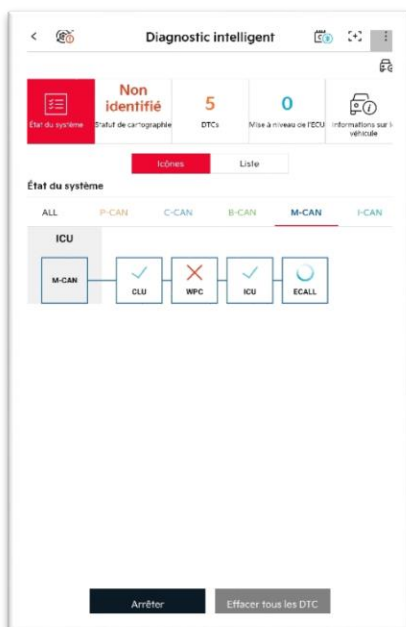 Diagnostic intelligent
Non identifié
5
0
État du système
Statut de cartographie
DTCs
Mise à niveau de l'ECU
Informations sur le véhicule
Icônes
Liste
État du système
ALL
P-CAN
C-CAN
B-CAN
M-CAN
I-CAN
ICU
M-CAN
CLU
WPC
ICU
ECALL
Arrêter
Effacer tous les DTC